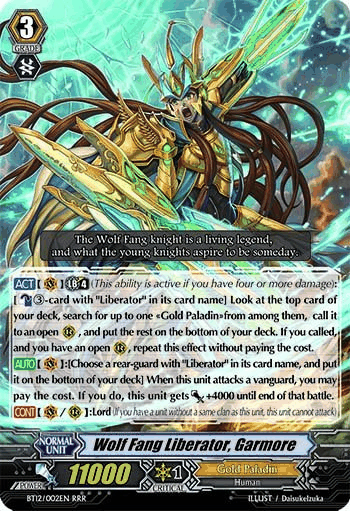 3
GRADE
The Wolf Fang knight is a living legend,
and what the young knights aspire to be someday.
ACT [ ] LB 4 (This ability is active if you have four or more damage):
[ 3-card with "Liberator" in its card name] Look at the top card
of your deck, search for up to one «Gold Paladin»from among them, call it
to an open , and put the rest on the bottom of your deck. If you called,
and you have an open , repeat this effect without paying the cost.
AUTO [ ]:[Choose a rear-guard with "Liberator" in its card name, and put
it on the bottom of your deck] When this unit attacks a vanguard, you may
pay the cost. If you do, this unit gets +4000 until end of that battle.
CONT [ / ]:Lord (If you have a unit without a same clan as this unit, this unit cannot attack)
NORMAL
UNIT
Wolf Fang Liberator, Garmore
POWER 11000
1
CRITICAL
Gold Paladin
Human
BT12/002EN RRR
ILLUST / DaisukeIzuka